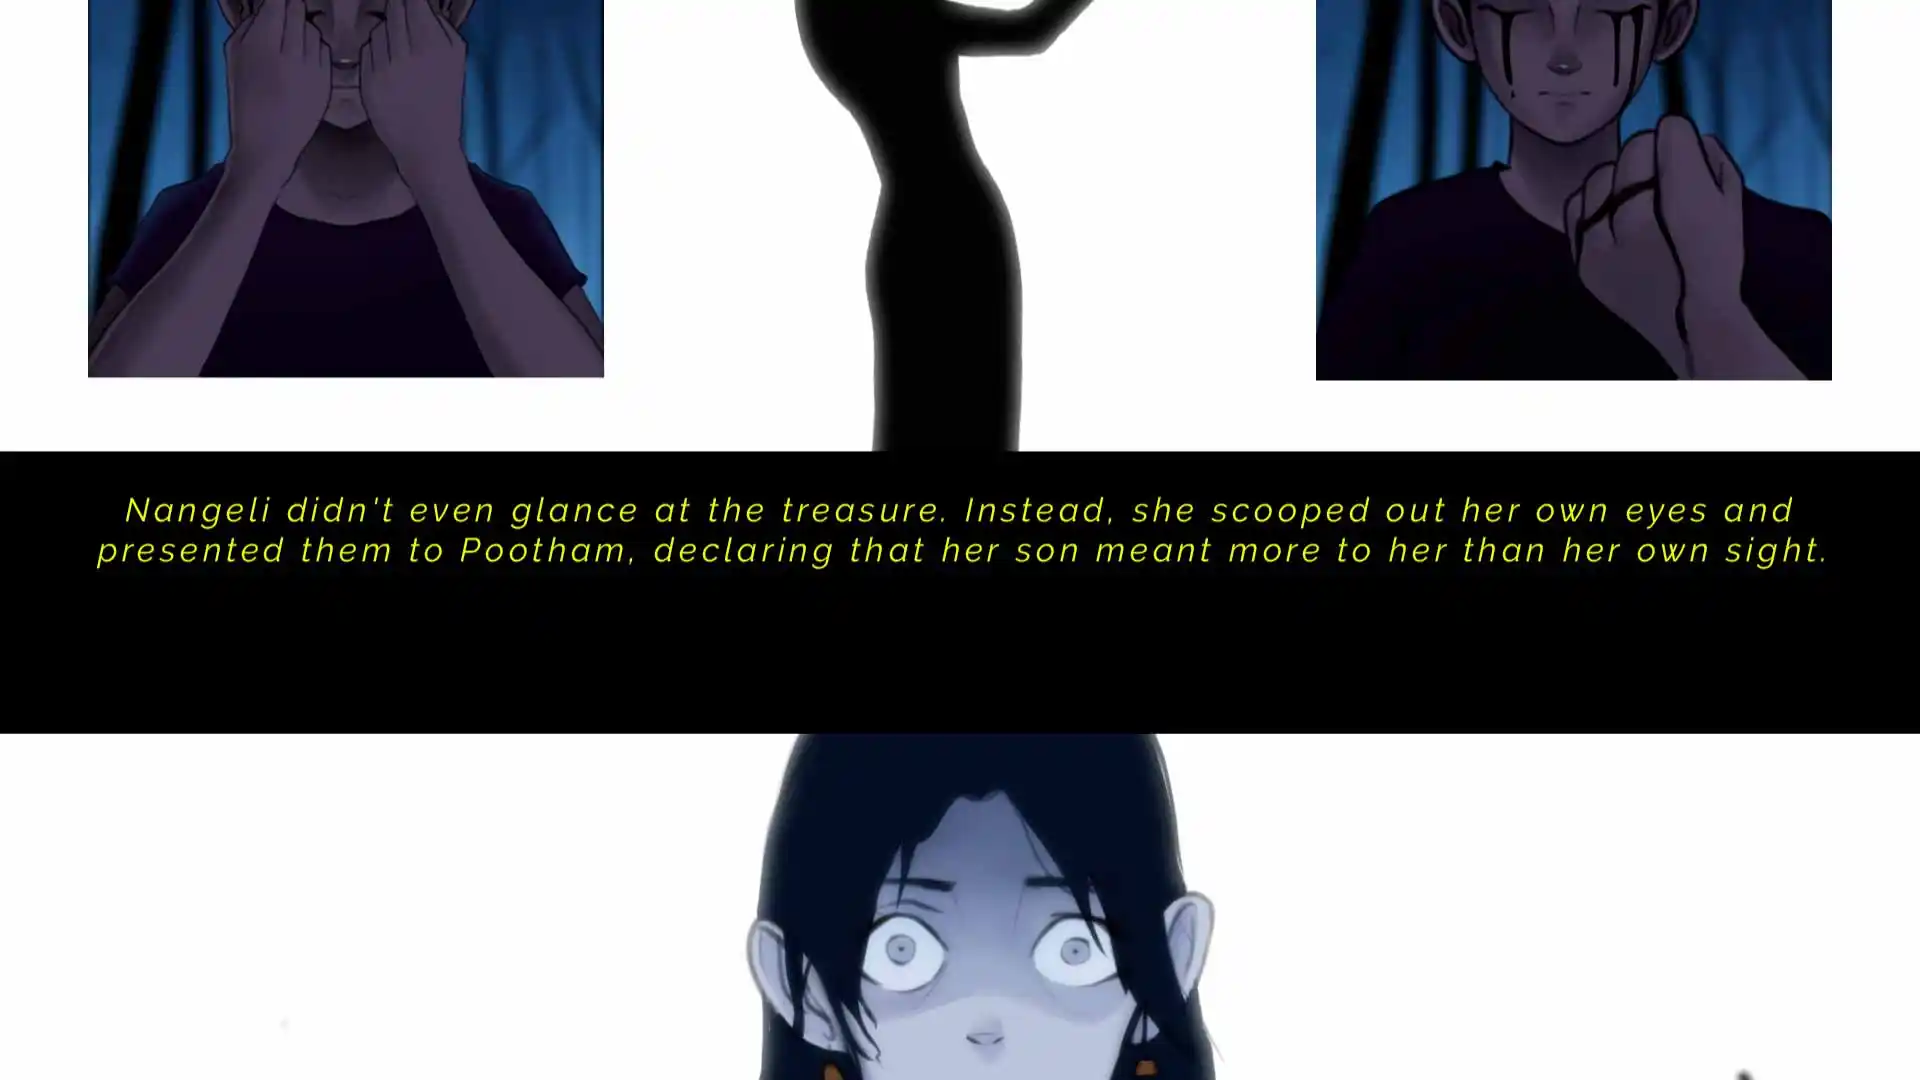 Nangeli didn't even glance at the treasure. Instead, she scooped out her own eyes and
presented them to Pootham, declaring that her son meant more to her than her own sight.